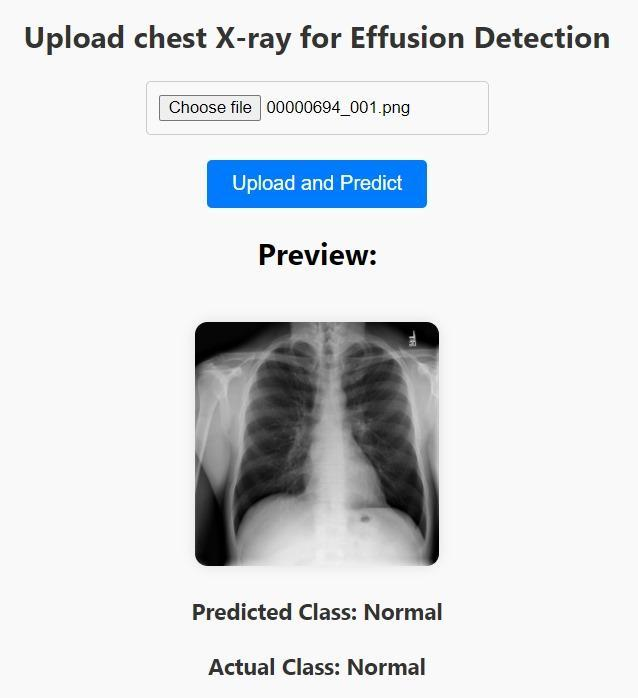 Upload chest X-ray for Effusion Detection
Choose file 00000694_001.png
Upload and Predict
Preview:
Predicted Class: Normal
Actual Class: Normal